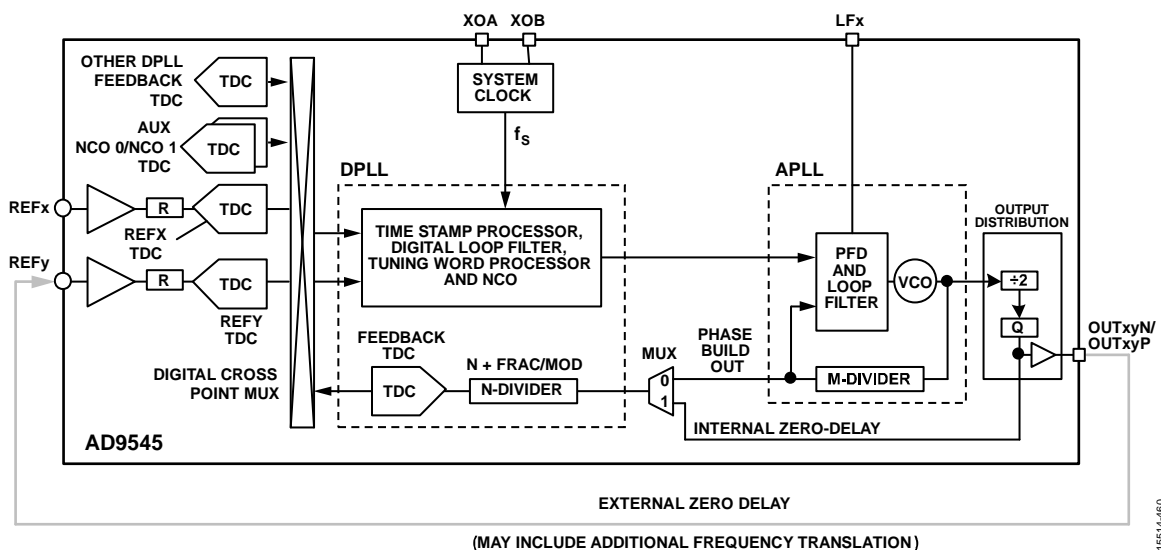 XOA XOB LFx
OTHER DPLL
FEEDBACK
TDC
TDC
AUX
NCO 0/NCO 1
TDC
TDC
SYSTEM
CLOCK
fS
REFx
R
TDC
REFX
TDC
REFy
R
TDC
REFY
TDC
DIGITAL CROSS
POINT MUX
DPLL
TIME STAMP PROCESSOR,
DIGITAL LOOP FILTER,
TUNING WORD PROCESSOR
AND NCO
FEEDBACK
TDC
TDC
N + FRAC/MOD
N-DIVIDER
MUX
0
1
PHASE
BUILD
OUT
APLL
PFD
AND
LOOP
FILTER
VCO
M-DIVIDER
INTERNAL ZERO-DELAY
OUTPUT
DISTRIBUTION
÷2
Q
OUTxyN/
OUTxyP
AD9545
EXTERNAL ZERO DELAY
(MAY INCLUDE ADDITIONAL FREQUENCY TRANSLATION)
15514-460